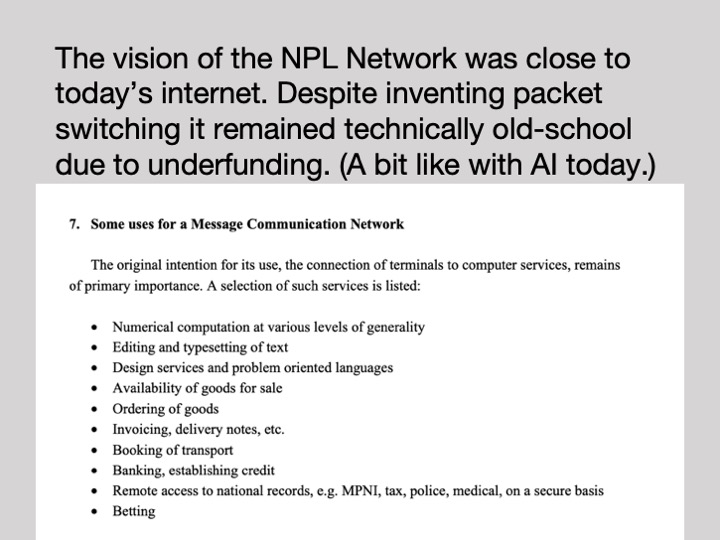 The vision of the NPL Network was close to
today’s internet. Despite inventing packet
switching it remained technically old-school
due to underfunding. (A bit like with AI today.)
7. Some uses for a Message Communication Network
The original intention for its use, the connection of terminals to computer services, remains
of primary importance. A selection of such services is listed:
• Numerical computation at various levels of generality
• Editing and typesetting of text
• Design services and problem oriented languages
• Availability of goods for sale
• Ordering of goods
• Invoicing, delivery notes, etc.
• Booking of transport
• Banking, establishing credit
• Remote access to national records, e.g. MPNI, tax, police, medical, on a secure basis
• Betting